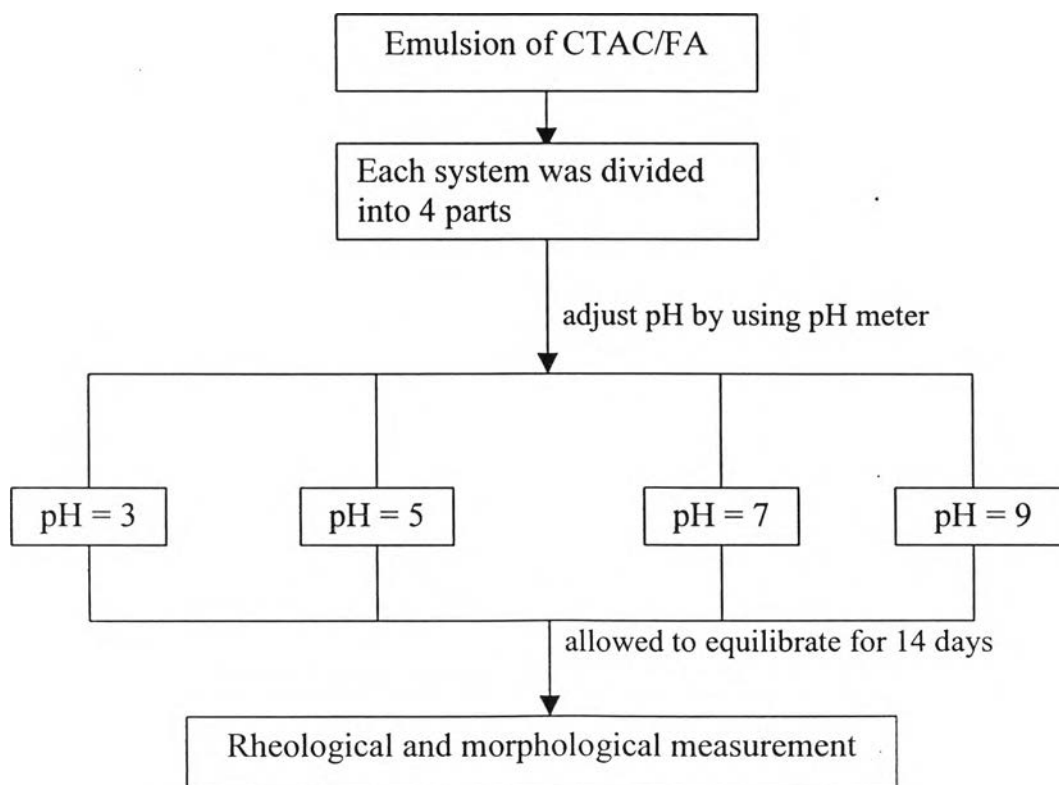 Emulsion of CTAC/FA
Each system was divided
into 4 parts
adjust pH by using pH meter
pH = 3
pH = 5
pH = 7
pH = 9
allowed to equilibrate for 14 days
Rheological and morphological measurement